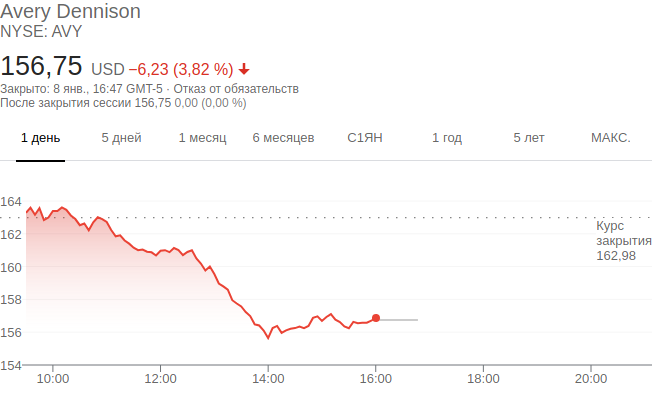 Avery Dennison
NYSE: AVY
156,75 USD −6,23 (3,82 %)
Закрыто: 8 янв., 16:47 GMT-5 · Отказ от обязательств
После закрытия сессии 156,75 0,00 (0,00 %)
1 день 5 дней 1 месяц 6 месяцев С1ЯН 1 год 5 лет МАКС.
164
162
160
158
156
154
Курс
закрытия
162,98
10:00 12:00 14:00 16:00 18:00 20:00